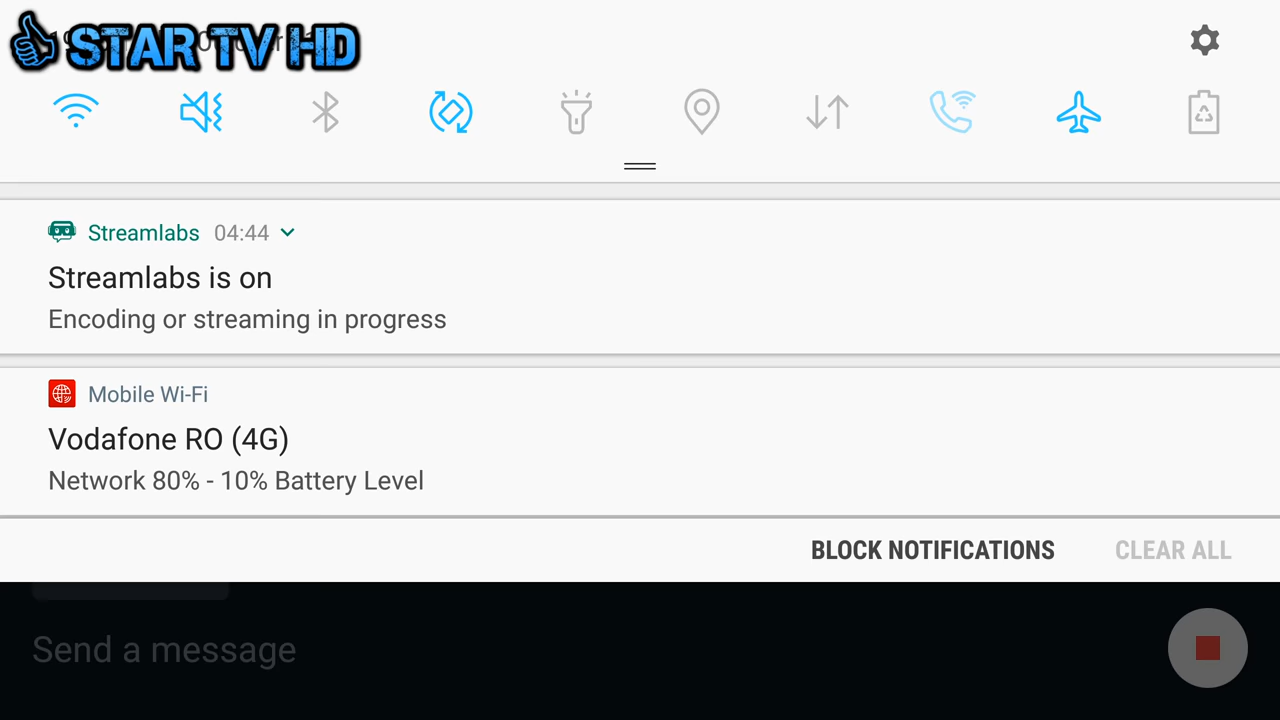 STAR TV HD
Streamlabs 04:44
Streamlabs is on
Encoding or streaming in progress
Mobile Wi-Fi
Vodafone RO (4G)
Network 80% - 10% Battery Level
BLOCK NOTIFICATIONS CLEAR ALL
Send a message